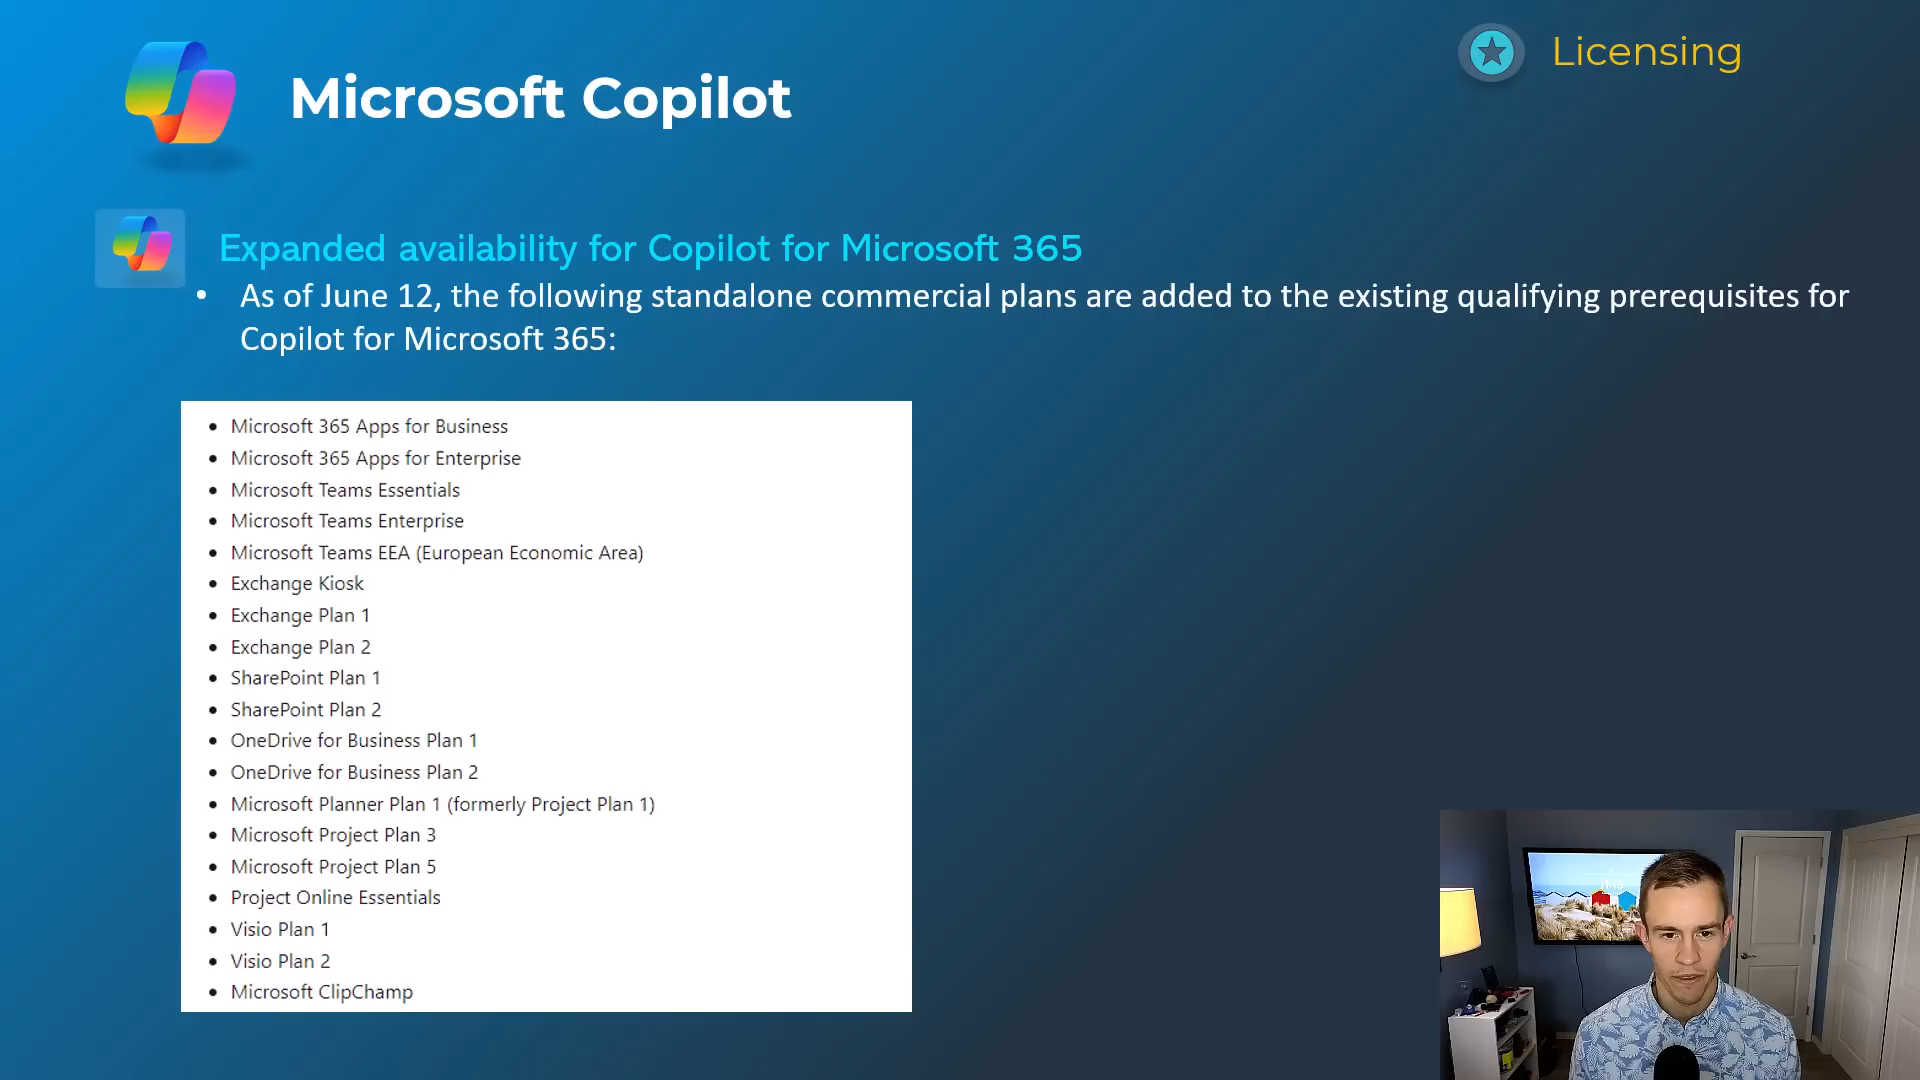 Licensing
Microsoft Copilot
Expanded availability for Copilot for Microsoft 365
• As of June 12, the following standalone commercial plans are added to the existing qualifying prerequisites for
Copilot for Microsoft 365:
• Microsoft 365 Apps for Business
• Microsoft 365 Apps for Enterprise
• Microsoft Teams Essentials
• Microsoft Teams Enterprise
• Microsoft Teams EEA (European Economic Area)
• Exchange Kiosk
• Exchange Plan 1
• Exchange Plan 2
• SharePoint Plan 1
• SharePoint Plan 2
• OneDrive for Business Plan 1
• OneDrive for Business Plan 2
• Microsoft Planner Plan 1 (formerly Project Plan 1)
• Microsoft Project Plan 3
• Microsoft Project Plan 5
• Project Online Essentials
• Visio Plan 1
• Visio Plan 2
• Microsoft ClipChamp